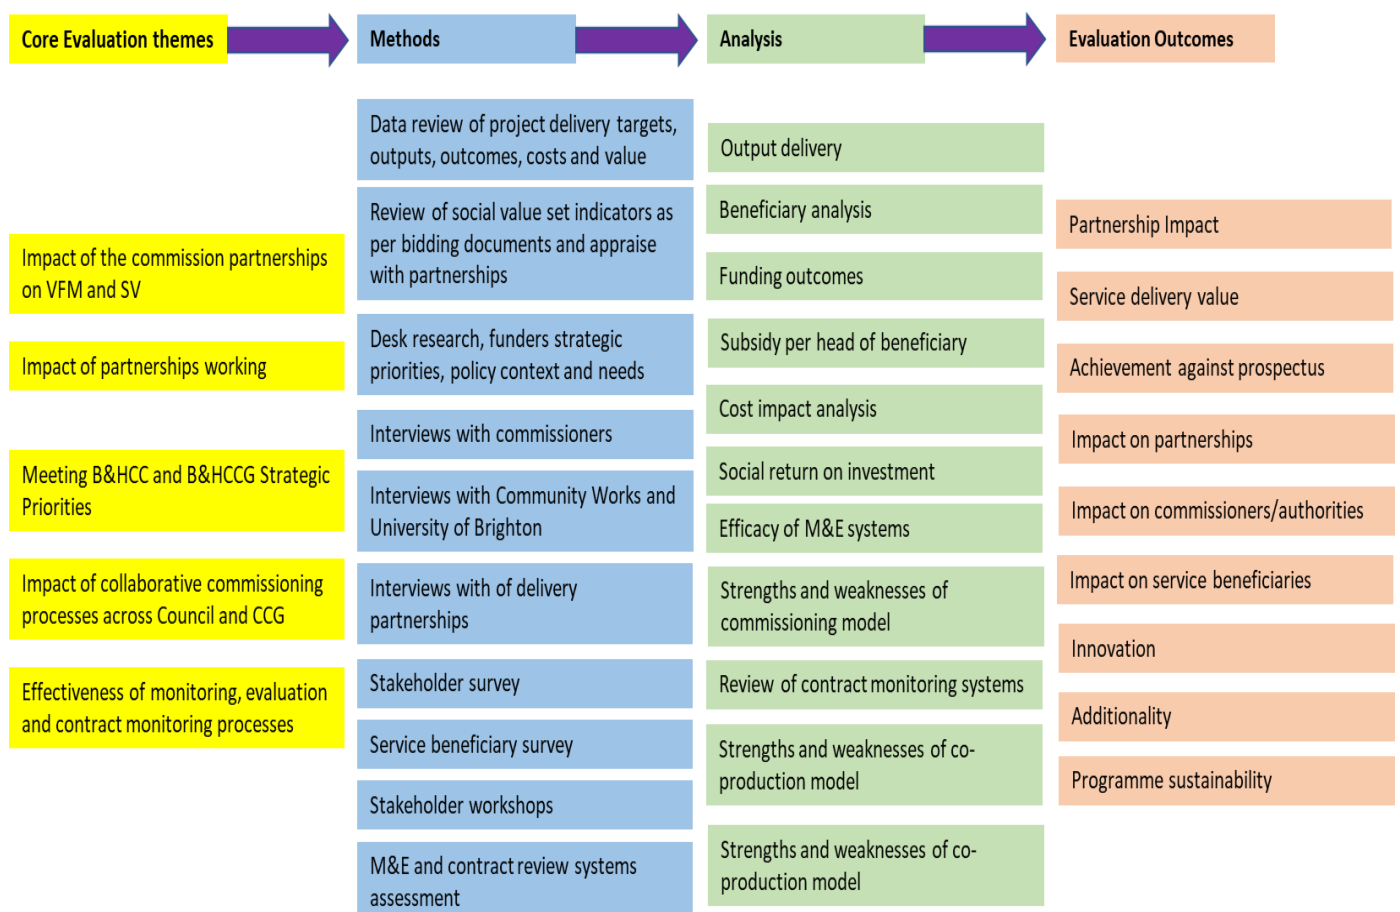 Core Evaluation themes
Methods
Analysis
Evaluation Outcomes
Impact of the commission partnerships
on VFM and SV
Impact of partnerships working
Meeting B&HCC and B&HCCG Strategic
Priorities
Impact of collaborative commissioning
processes across Council and CCG
Effectiveness of monitoring, evaluation
and contract monitoring processes
Data review of project delivery targets,
outputs, outcomes, costs and value
Review of social value set indicators as
per bidding documents and appraise
with partnerships
Desk research, funders strategic
priorities, policy context and needs
Interviews with commissioners
Interviews with Community Works and
University of Brighton
Interviews with of delivery
partnerships
Stakeholder survey
Service beneficiary survey
Stakeholder workshops
M&E and contract review systems
assessment
Output delivery
Beneficiary analysis
Funding outcomes
Subsidy per head of beneficiary
Cost impact analysis
Social return on investment
Efficacy of M&E systems
Strengths and weaknesses of
commissioning model
Review of contract monitoring systems
Strengths and weaknesses of co-
production model
Strengths and weaknesses of co-
production model
Partnership Impact
Service delivery value
Achievement against prospectus
Impact on partnerships
Impact on commissioners/authorities
Impact on service beneficiaries
Innovation
Additionality
Programme sustainability